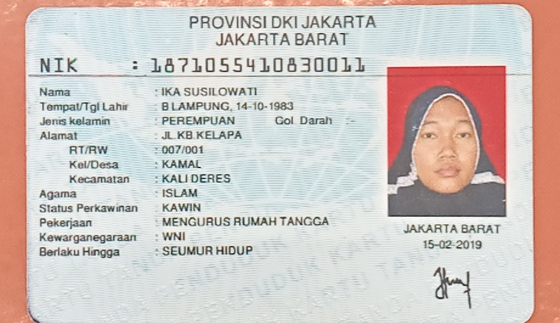 PROVINSI DKI JAKARTA
JAKARTA BARAT
NIK : 1871055410830011
Nama : IKA SUSILOWATI
Tempat/Tgl Lahir : B LAMPUNG, 14-10-1983
Jenis kelamin : PEREMPUAN Gol Darah :-
Alamat : JL.KB.KELAPA
RT/RW : 007/001
Kel/Desa : KAMAL
Kecamatan : KALI DERES
Agama : ISLAM
Status Perkawinan : KAWIN
Pekerjaan : MENGURUS RUMAH TANGGA
Kewarganegaraan : WNI
Berlaku Hingga : SEUMUR HIDUP
JAKARTA BARAT
15-02-2019